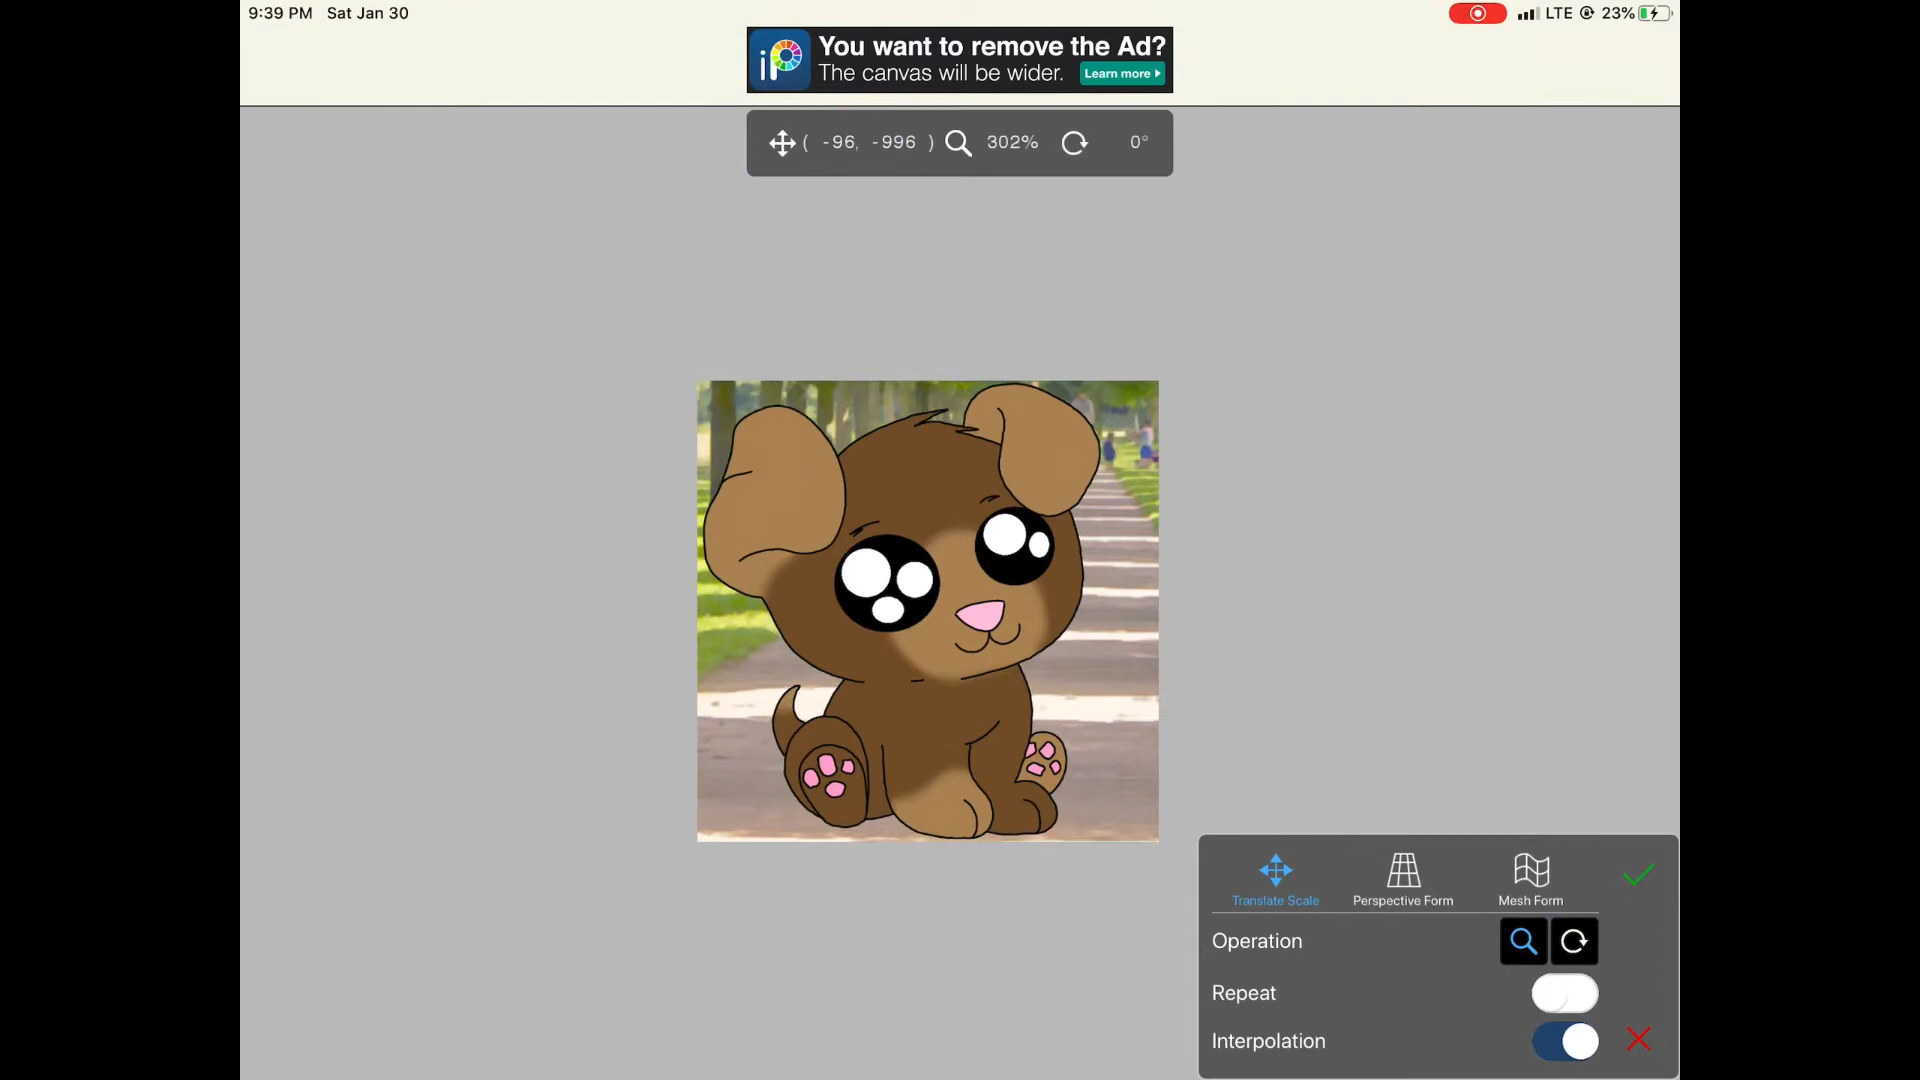 9:39 PM Sat Jan 30
LTE 23%
iP
You want to remove the Ad?
The canvas will be wider. Learn more
( -96, -996 ) 302% 0°
Translate Scale Perspective Form Mesh Form
Operation
Repeat
Interpolation